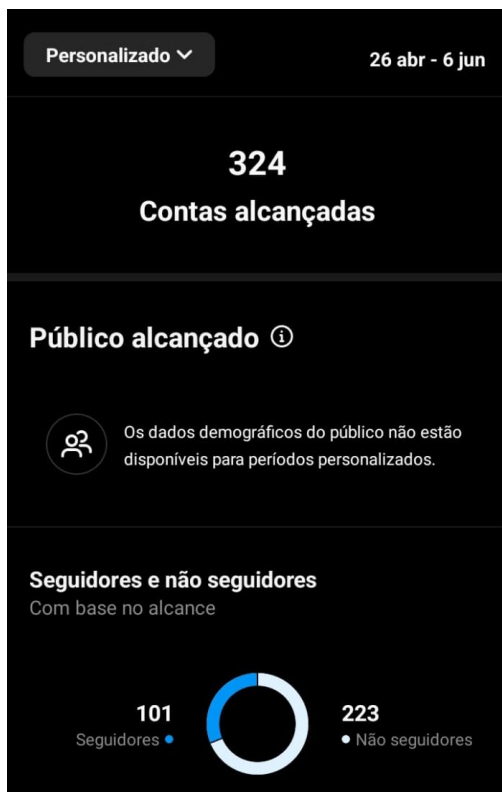 Personalizado
26 abr - 6 jun
324
Contas alcançadas
Público alcançado
Os dados demográficos do público não estão
disponíveis para períodos personalizados.
Seguidores e não seguidores
Com base no alcance
101
Seguidores
223
Não seguidores